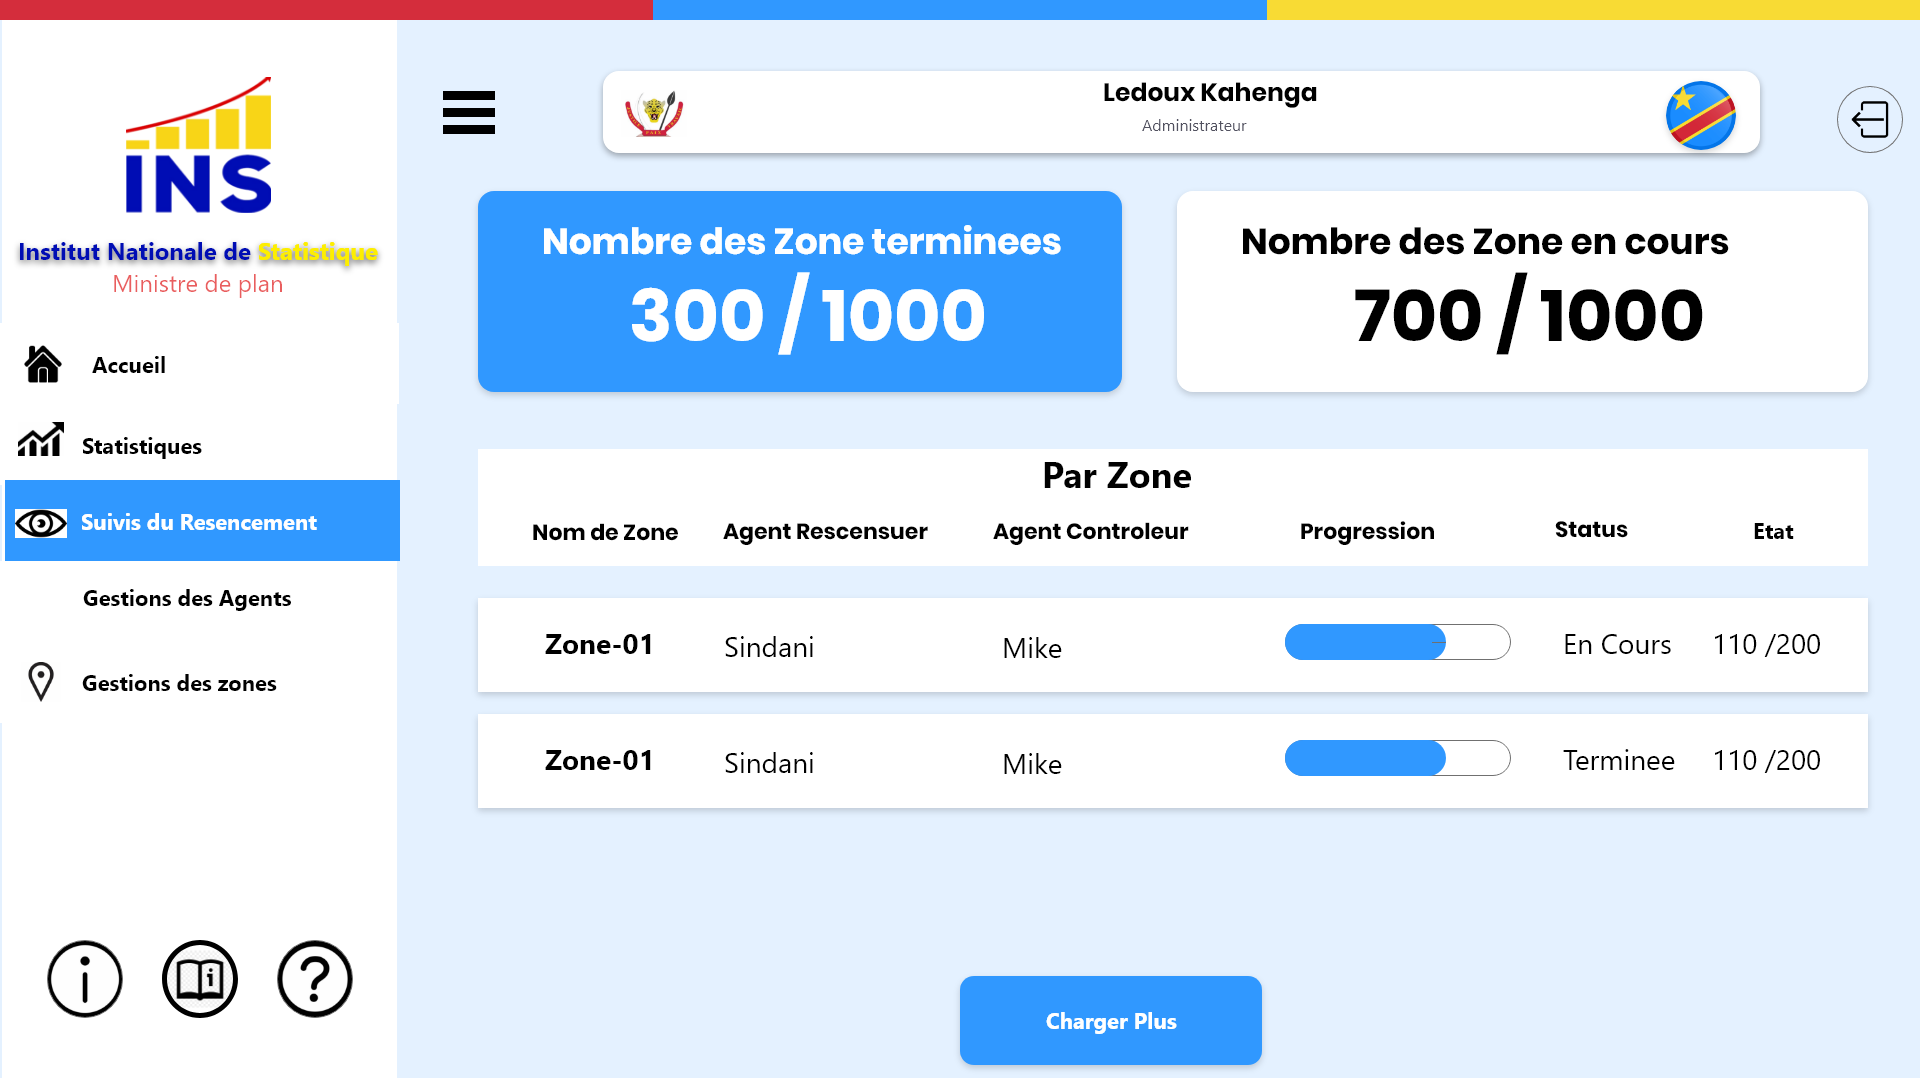 INS
Institut Nationale de Statistique
Ministre de plan
Accueil
Statistiques
Suivis du Resencement
Gestions des Agents
Gestions des zones
Ledoux Kahenga
Administrateur
Nombre des Zone terminees
300 / 1000
Nombre des Zone en cours
700 / 1000
Par Zone
Nom de Zone Agent Rescensuer Agent Controleur Progression Status Etat
Zone-01 Sindani Mike En Cours 110 /200
Zone-01 Sindani Mike Terminee 110 /200
Charger Plus